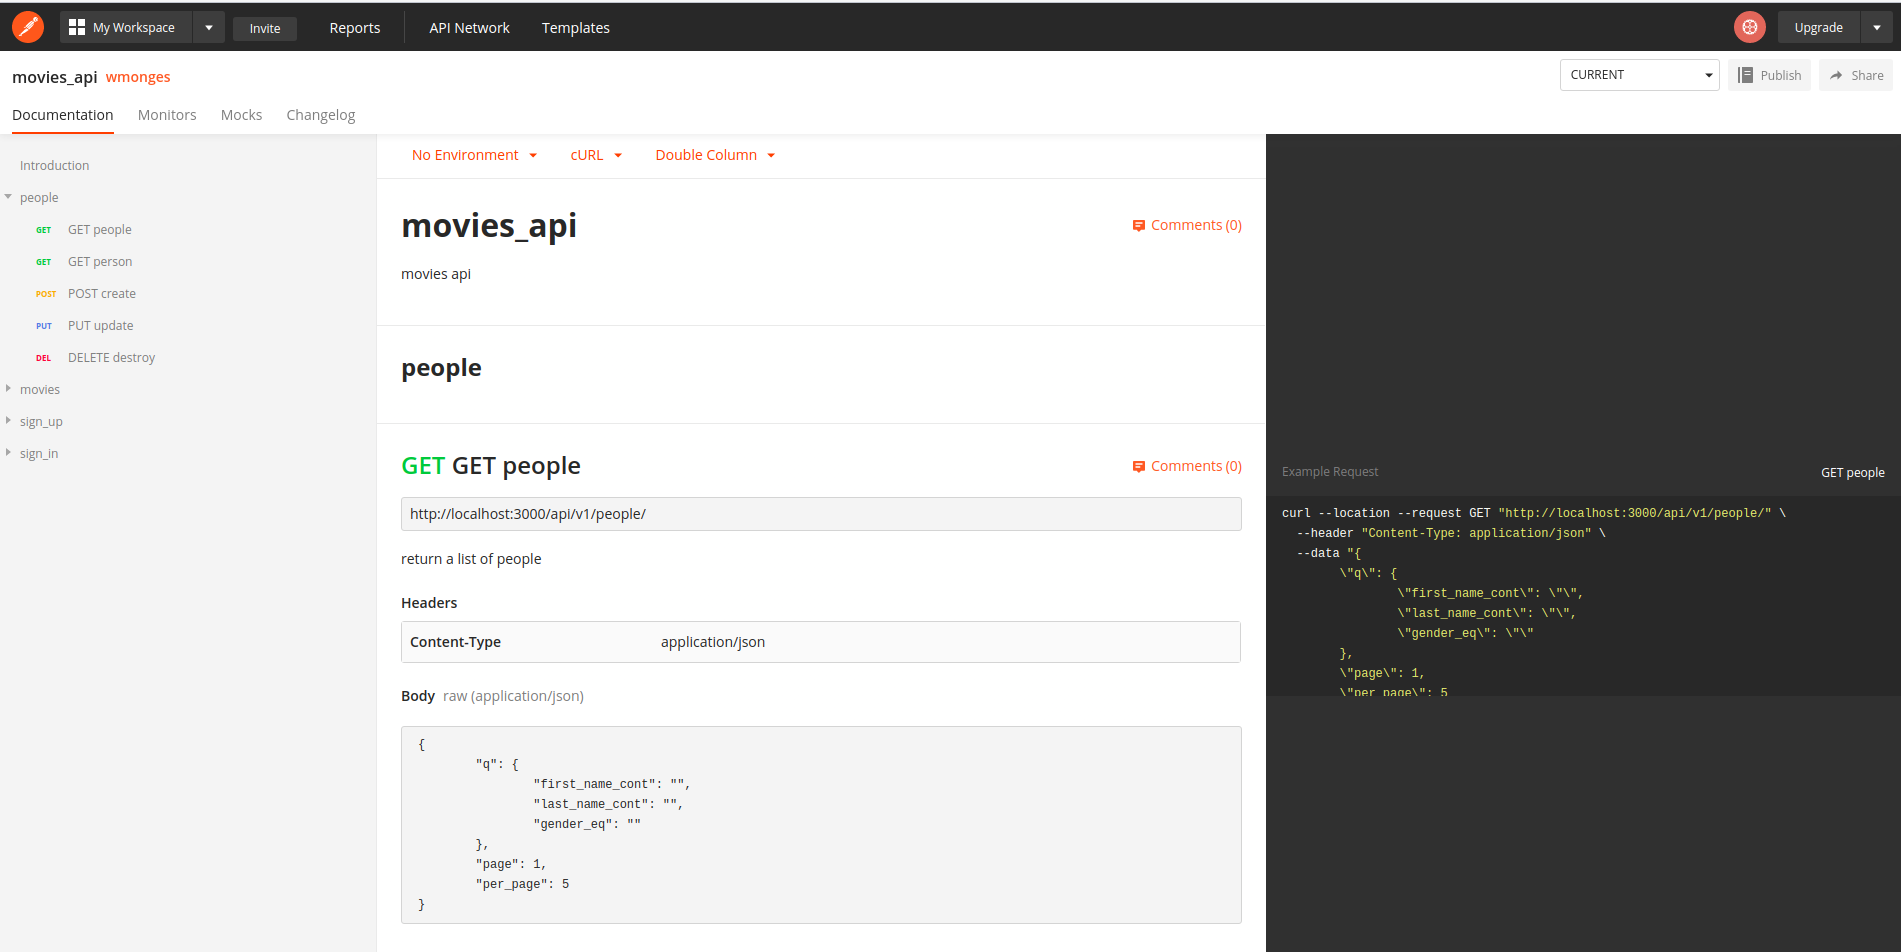 My Workspace Invite Reports API Network Templates Upgrade
movies_api wmonges CURRENT Publish Share
Documentation Monitors Mocks Changelog
Introduction
people
GET GET people
GET GET person
POST POST create
PUT PUT update
DEL DELETE destroy
movies
sign_up
sign_in
No Environment cURL Double Column
movies_api Comments (0)
movies api
people
GET GET people Comments (0)
http://localhost:3000/api/v1/people/
return a list of people
Headers
Content-Type application/json
Body raw (application/json)
{
"q": {
"first_name_cont": "",
"last_name_cont": "",
"gender_eq": ""
},
"page": 1,
"per_page": 5
}
Example Request GET people
curl --location --request GET "http://localhost:3000/api/v1/people/" \
--header "Content-Type: application/json" \
--data "{
\"q\": {
\"first_name_cont\": \"\",
\"last_name_cont\": \"\",
\"gender_eq\": \"\"
},
\"page\": 1,
\"per_page\": 5